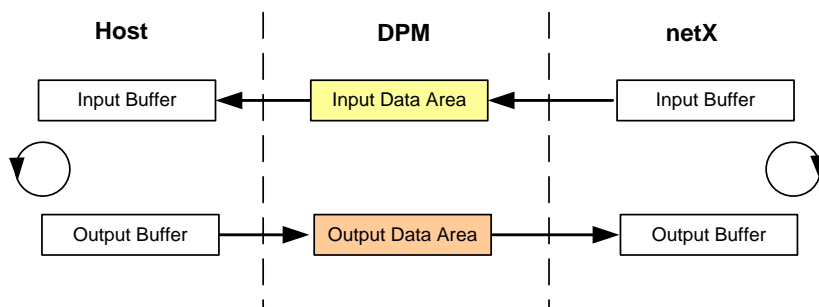 Host DPM netX
Input Buffer Input Data Area Input Buffer
Output Buffer Output Data Area Output Buffer